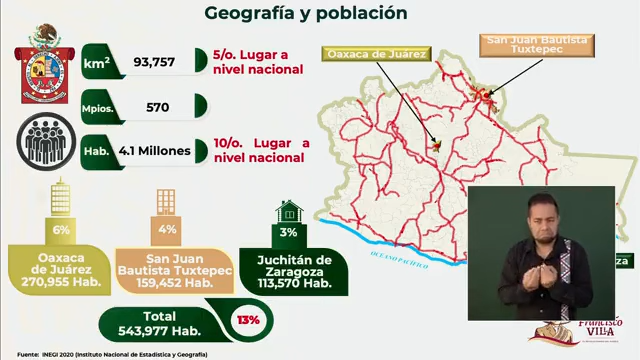 Geografía y población
km²
93,757
5/o. Lugar a
nivel nacional
Mpios.
570
Hab.
4.1 Millones
10/o. Lugar a
nivel nacional
Oaxaca de Juárez
San Juan Bautista
Tuxtepec
6%
Oaxaca
de Juárez
270,955 Hab.
4%
San Juan
Bautista Tuxtepec
159,452 Hab.
3%
Juchitán de
Zaragoza
113,570 Hab.
Total
543,977 Hab.
13%
OCEANO PACÍFICO
Francisco
VILLA
Fuente: INEGI 2020 (Instituto Nacional de Estadística y Geografía)